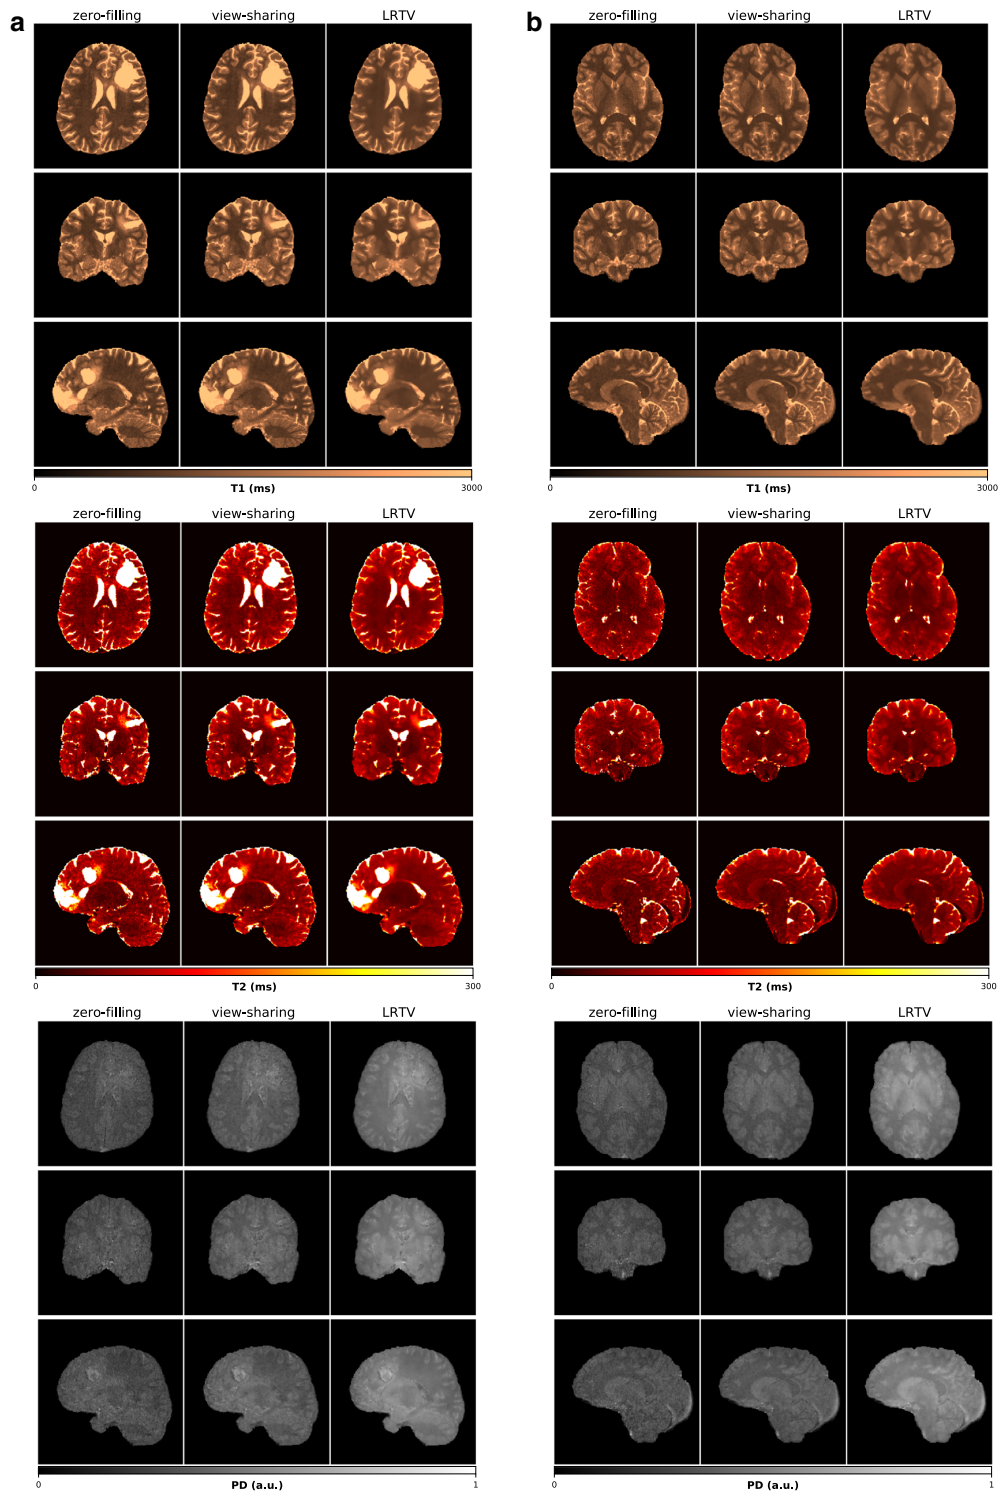 a
zero-filling view-sharing LRTV
0 3000
T1 (ms)
zero-filling view-sharing LRTV
0 300
T2 (ms)
zero-filling view-sharing LRTV
0 1
PD (a.u.)
b
zero-filling view-sharing LRTV
0 3000
T1 (ms)
zero-filling view-sharing LRTV
0 300
T2 (ms)
zero-filling view-sharing LRTV
0 1
PD (a.u.)